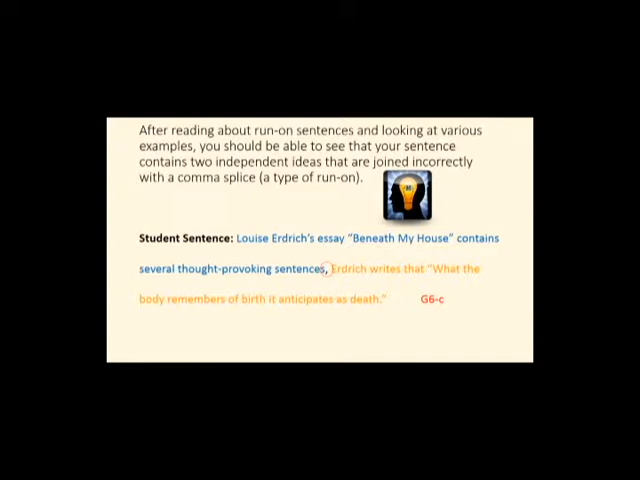 After reading about run-on sentences and looking at various
examples, you should be able to see that your sentence
contains two independent ideas that are joined incorrectly
with a comma splice (a type of run-on).
Student Sentence: Louise Erdrich’s essay “Beneath My House” contains
several thought-provoking sentences, Erdrich writes that “What the
body remembers of birth it anticipates as death.” G6-c